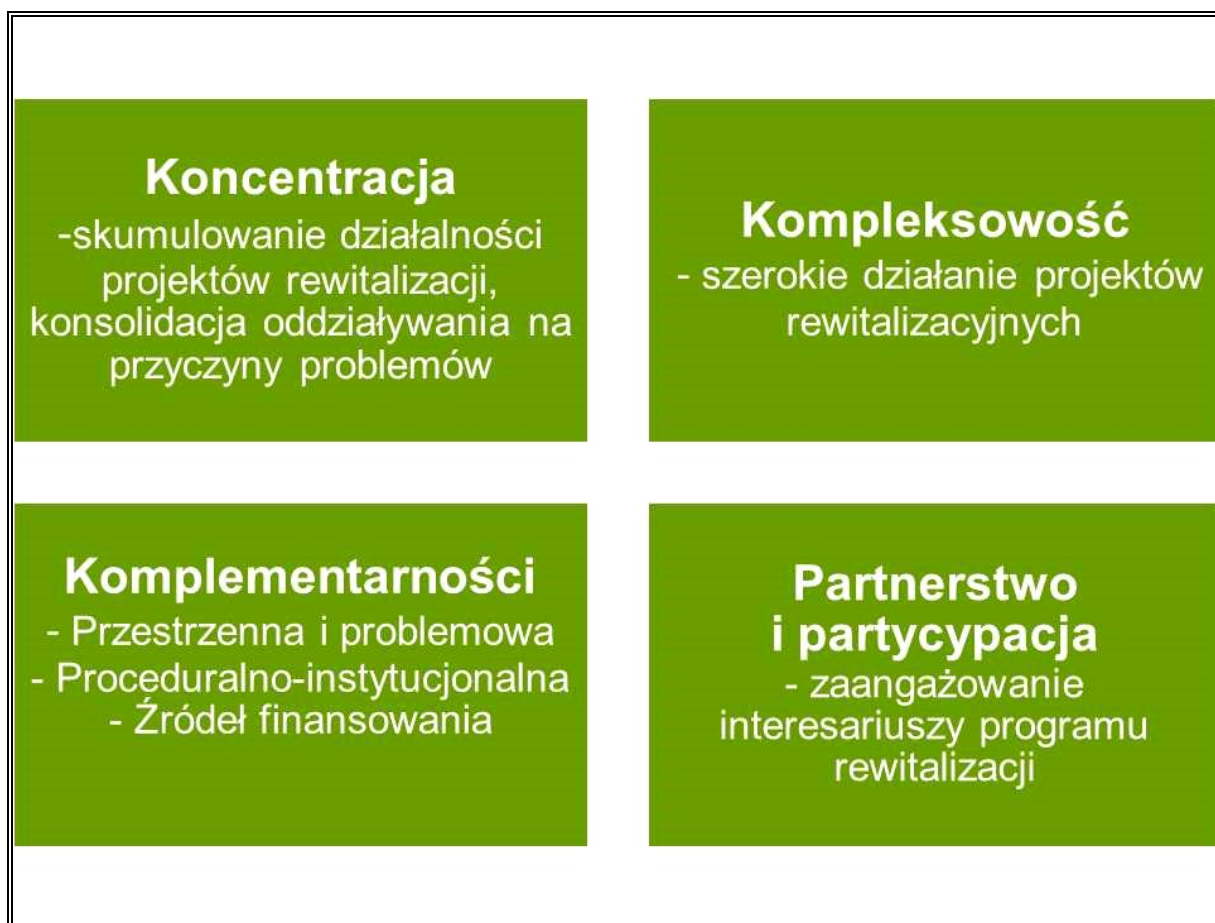 Koncentracja
-skumulowanie działalności
projektów rewitalizacji,
konsolidacja oddziaływania na
przyczyny problemów
Kompleksowość
- szerokie działanie projektów
rewitalizacyjnych
Komplementarności
- Przestrzenna i problemowa
- Proceduralno-instytucjonalna
- Źródeł finansowania
Partnerstwo
i partycypacja
- zaangażowanie
interesariuszy programu
rewitalizacji